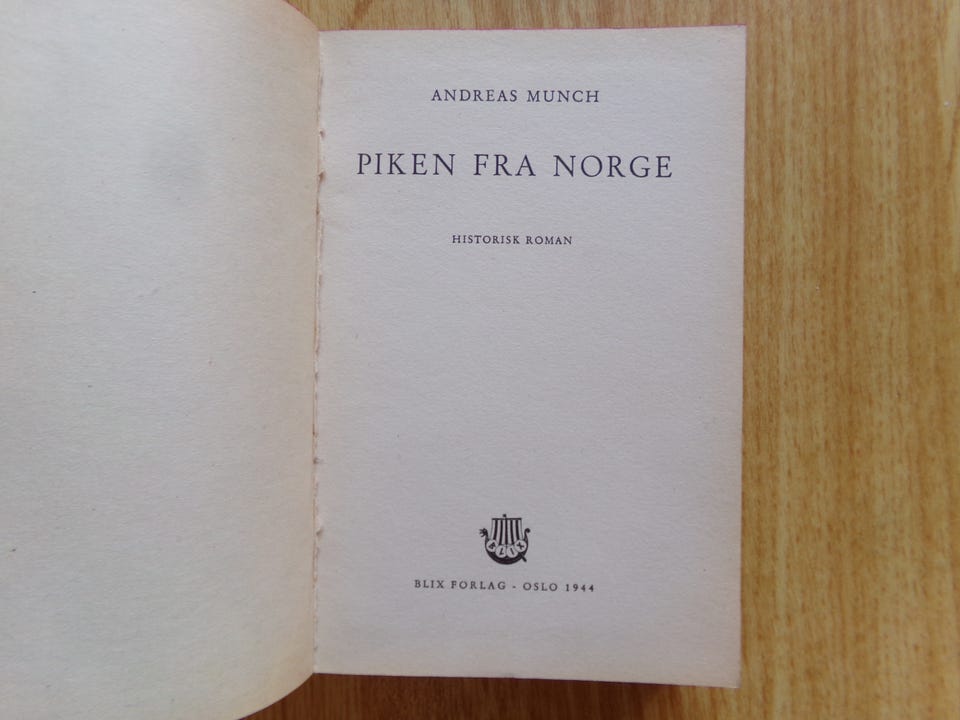 ANDREAS MUNCH
PIKEN FRA NORGE
HISTORISK ROMAN
BLIX
BLIX FORLAG - OSLO 1944